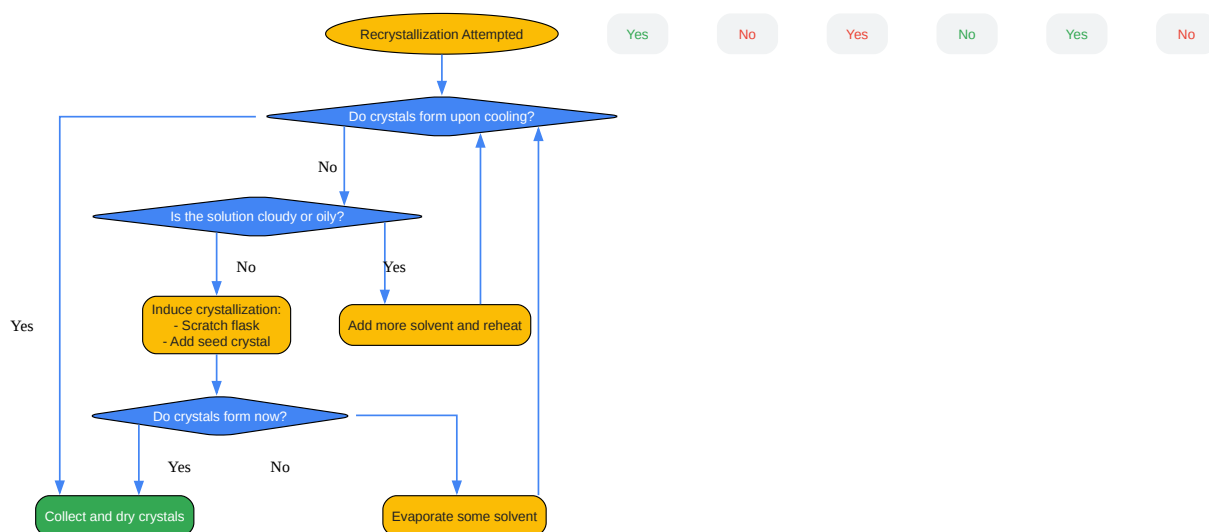 Recrystallization Attempted
Yes
No
Yes
No
Yes
No
Do crystals form upon cooling?
No
Is the solution cloudy or oily?
No
Yes
Induce crystallization:
- Scratch flask
- Add seed crystal
Add more solvent and reheat
Yes
Do crystals form now?
Yes
No
Collect and dry crystals
Evaporate some solvent